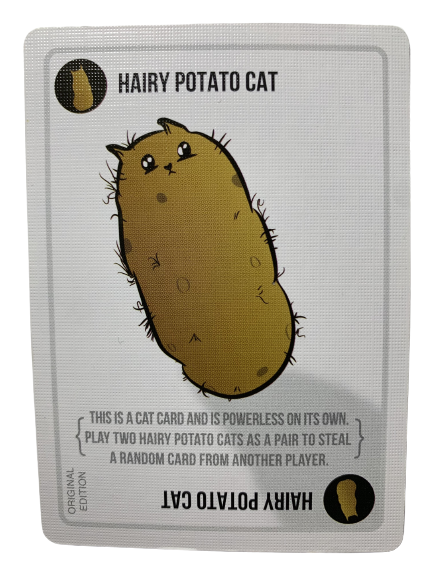 HAIRY POTATO CAT
THIS IS A CAT CARD AND IS POWERLESS ON ITS OWN.
PLAY TWO HAIRY POTATO CATS AS A PAIR TO STEAL
A RANDOM CARD FROM ANOTHER PLAYER.
ORIGINAL
EDITION
HAIRY POTATO CAT